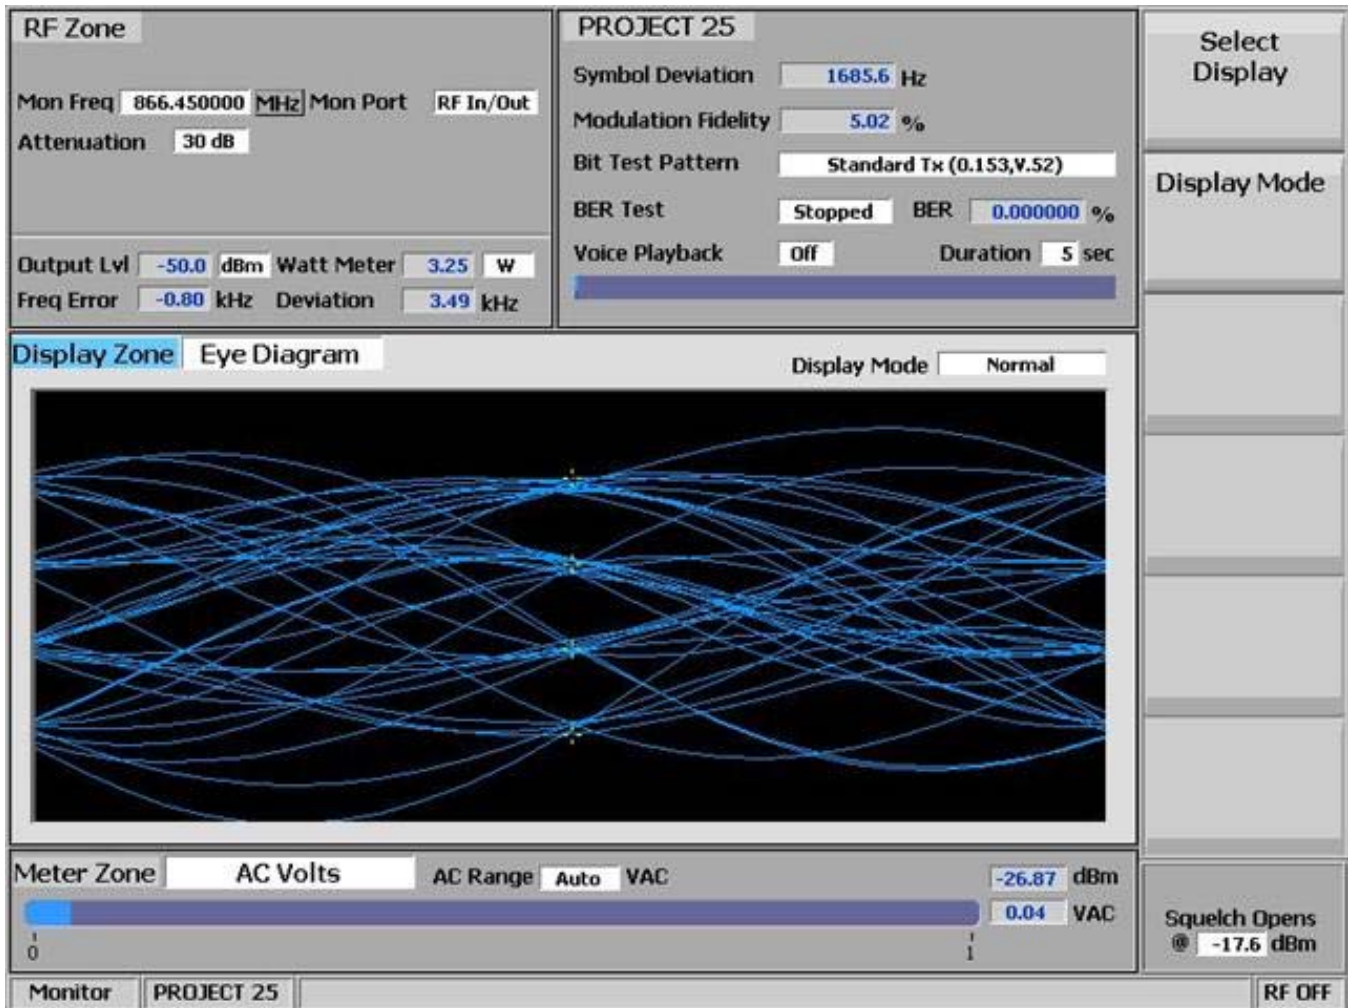 RF Zone
Mon Freq 866.450000 MHz Mon Port RF In/Out
Attenuation 30 dB
Output Lvl -50.0 dBm Watt Meter 3.25 W
Freq Error -0.80 kHz Deviation 3.49 kHz
PROJECT 25
Symbol Deviation 1685.6 Hz
Modulation Fidelity 5.02 %
Bit Test Pattern Standard Tx (0.153,V.52)
BER Test Stopped BER 0.000000 %
Voice Playback Off Duration 5 sec
Select
Display
Display Mode
Display Zone Eye Diagram
Display Mode Normal
Meter Zone AC Volts AC Range Auto VAC -26.87 dBm
0.04 VAC
0 1
Squelch Opens
@ -17.6 dBm
Monitor PROJECT 25 RF OFF